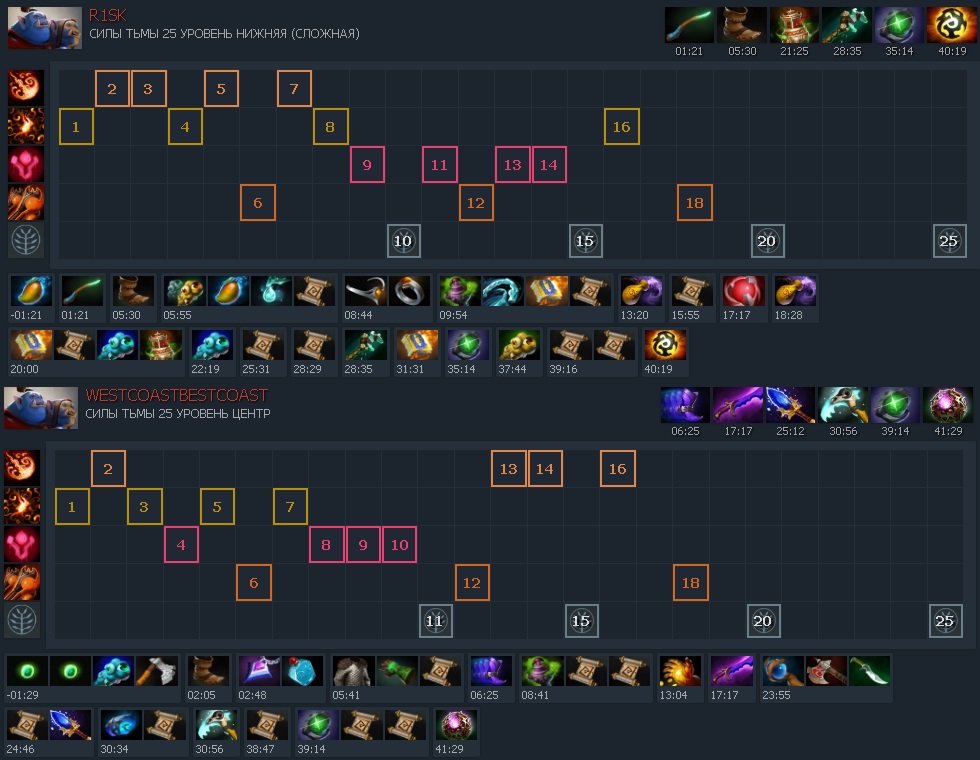 R1SK
СИЛЫ ТЬМЫ 25 УРОВЕНЬ НИЖНЯЯ (СЛОЖНАЯ)
01:21 05:30 21:25 28:35 35:14 40:19
2 3 5 7
1 4 8 16
9 11 13 14
6 12 18
10 15 20 25
-01:21 01:21 05:30 05:55 08:44 09:54 13:20 15:55 17:17 18:28
20:00 22:19 25:31 28:29 28:35 31:31 35:14 37:44 39:16 40:19
WESTCOASTBESTCOAST
СИЛЫ ТЬМЫ 25 УРОВЕНЬ ЦЕНТР
06:25 17:17 25:12 30:56 39:14 41:29
2 13 14 16
1 3 5 7
4 8 9 10
6 12 18
11 15 20 25
-01:29 02:05 02:48 05:41 06:25 08:41 13:04 17:17 23:55
24:46 30:34 30:56 38:47 39:14 41:29